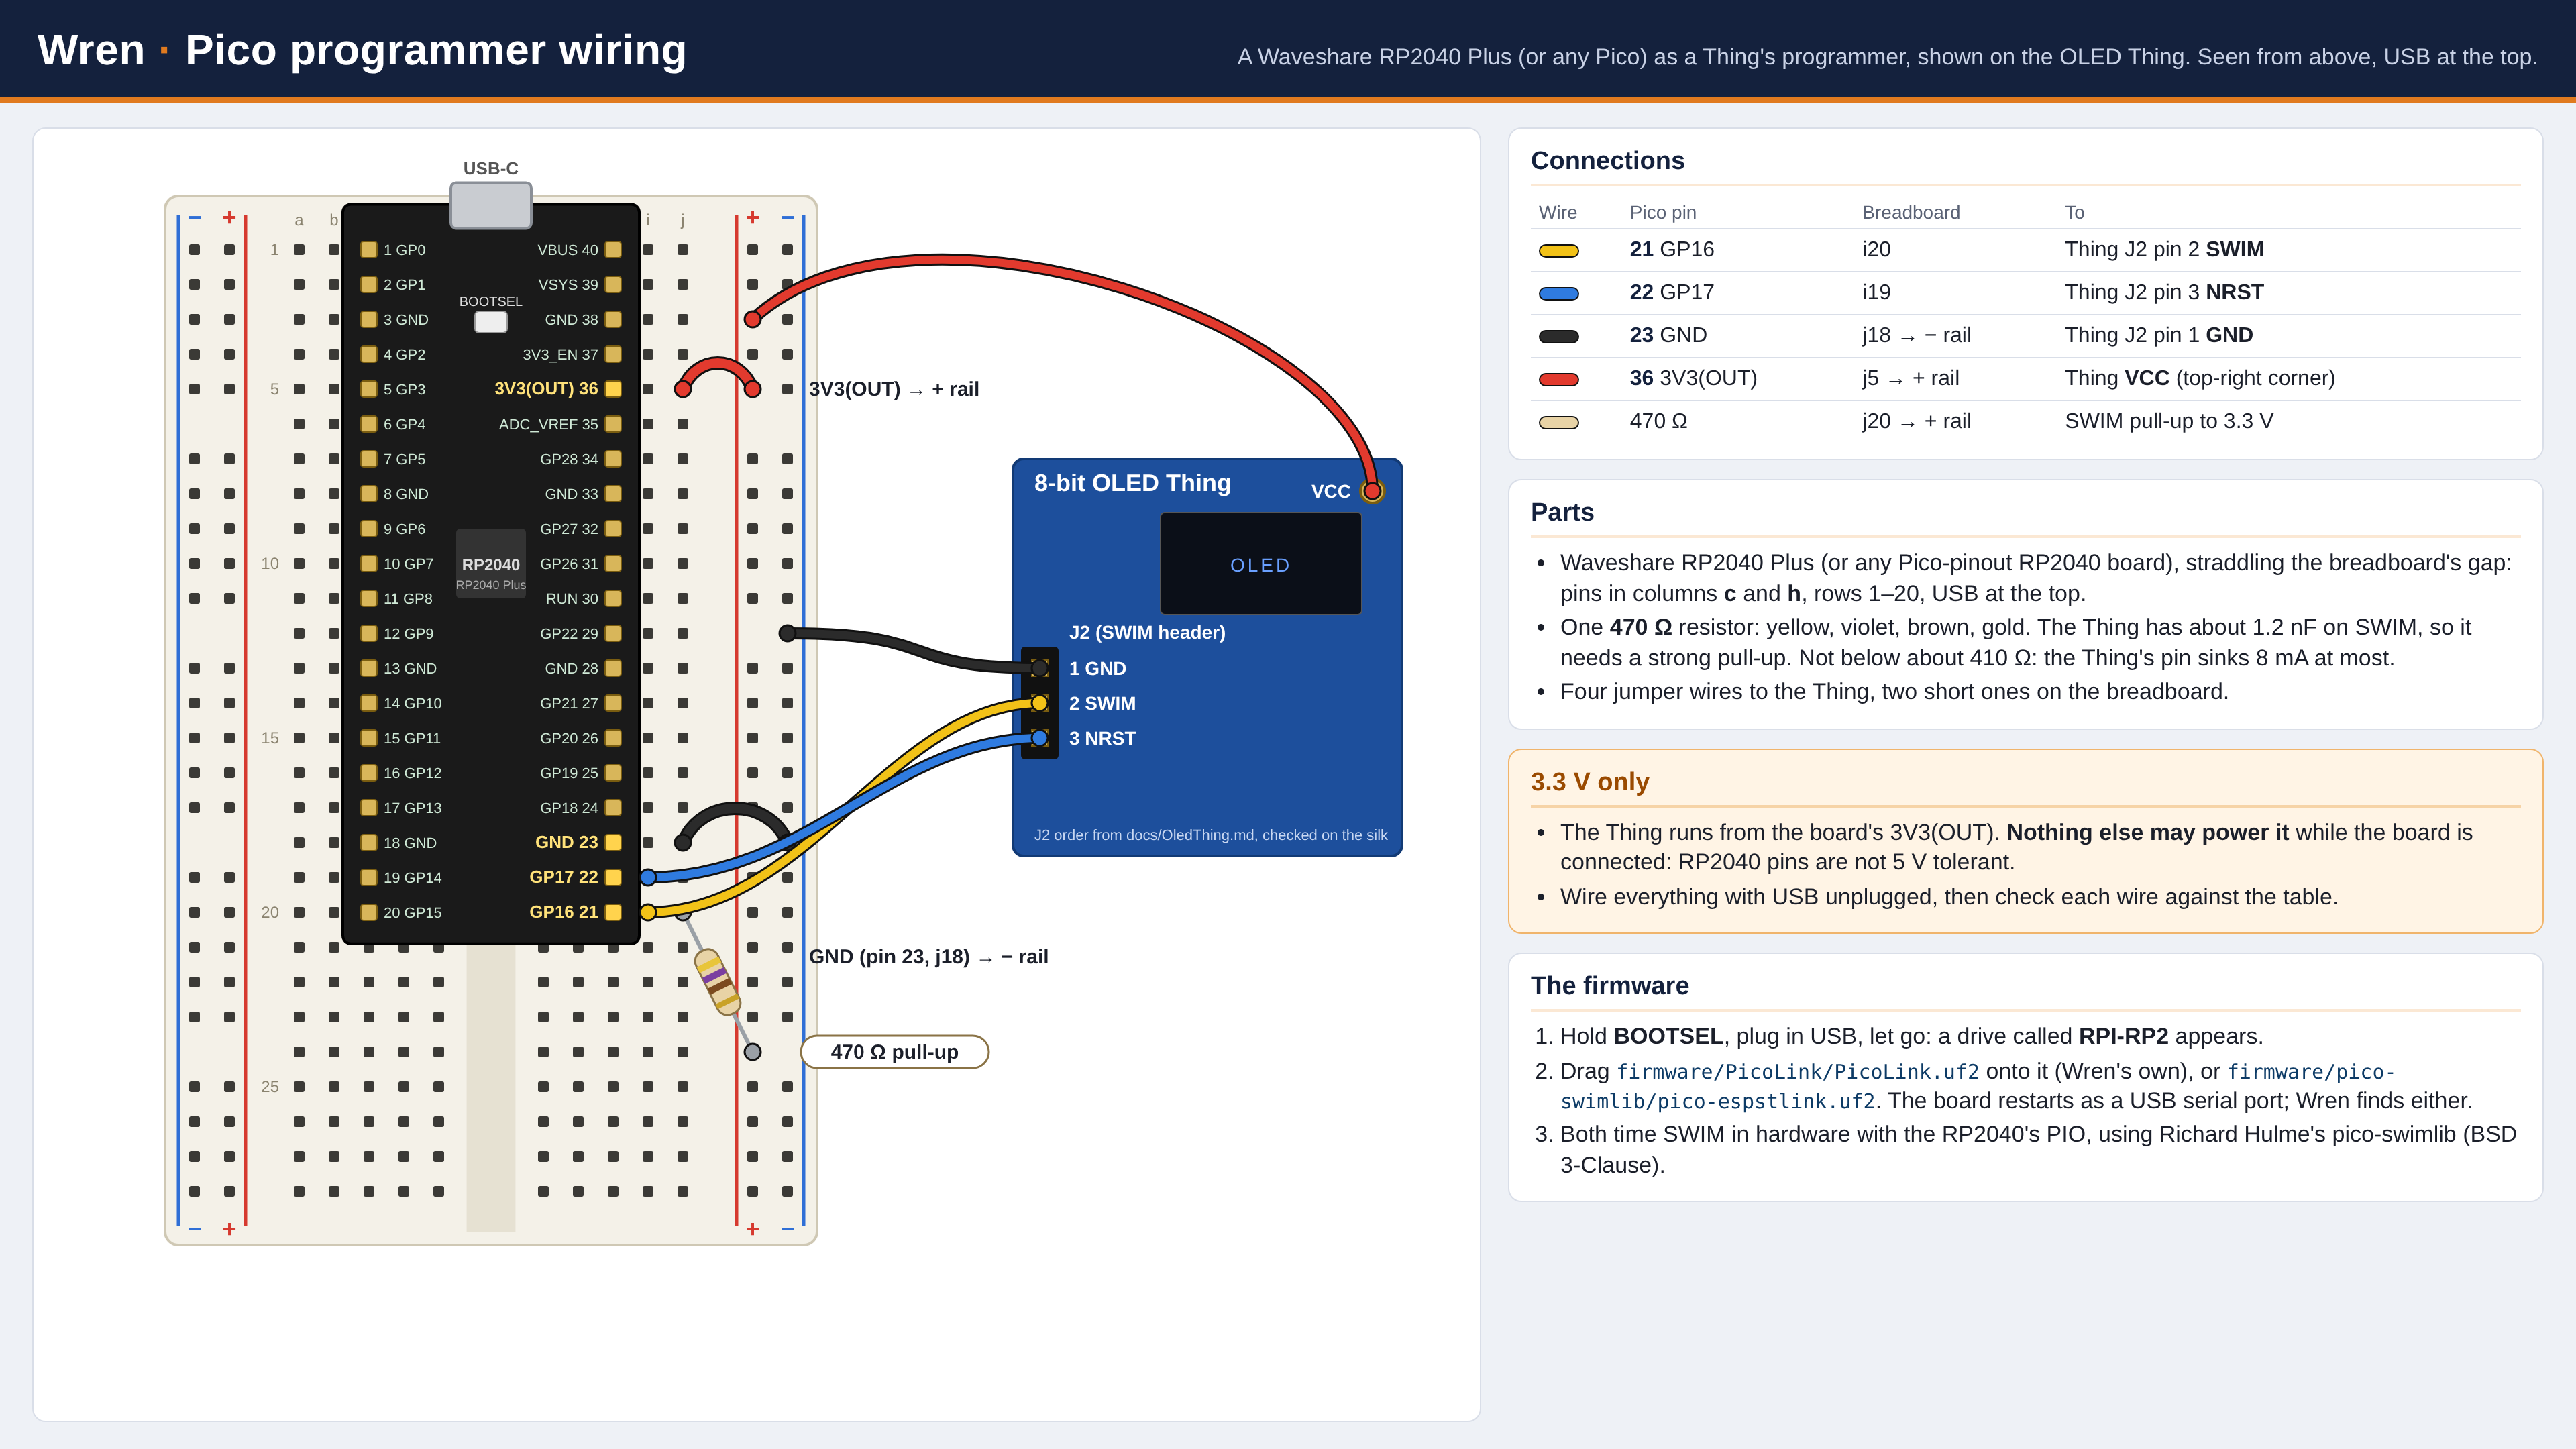 Wren · Pico programmer wiring
A Waveshare RP2040 Plus (or any Pico) as a Thing's programmer, shown on the OLED Thing. Seen from above, USB at the top.
USB-C
− + a b i j + −
1
5
10
15
20
25
1 GP0 VBUS 40
2 GP1 VSYS 39
BOOTSEL
3 GND GND 38
4 GP2 3V3_EN 37
5 GP3 3V3(OUT) 36
6 GP4 ADC_VREF 35
7 GP5 GP28 34
8 GND GND 33
9 GP6 GP27 32
10 GP7 RP2040 GP26 31
RP2040 Plus
11 GP8 RUN 30
12 GP9 GP22 29
13 GND GND 28
14 GP10 GP21 27
15 GP11 GP20 26
16 GP12 GP19 25
17 GP13 GP18 24
18 GND GND 23
19 GP14 GP17 22
20 GP15 GP16 21
− + + −
3V3(OUT) → + rail
GND (pin 23, j18) → − rail
470 Ω pull-up
8-bit OLED Thing
VCC
OLED
J2 (SWIM header)
1 GND
2 SWIM
3 NRST
J2 order from docs/OledThing.md, checked on the silk
Connections
Wire Pico pin Breadboard To
21 GP16 i20 Thing J2 pin 2 SWIM
22 GP17 i19 Thing J2 pin 3 NRST
23 GND j18 → − rail Thing J2 pin 1 GND
36 3V3(OUT) j5 → + rail Thing VCC (top-right corner)
470 Ω j20 → + rail SWIM pull-up to 3.3 V
Parts
• Waveshare RP2040 Plus (or any Pico-pinout RP2040 board), straddling the breadboard's gap:
pins in columns c and h, rows 1–20, USB at the top.
• One 470 Ω resistor: yellow, violet, brown, gold. The Thing has about 1.2 nF on SWIM, so it
needs a strong pull-up. Not below about 410 Ω: the Thing's pin sinks 8 mA at most.
• Four jumper wires to the Thing, two short ones on the breadboard.
3.3 V only
• The Thing runs from the board's 3V3(OUT). Nothing else may power it while the board is
connected: RP2040 pins are not 5 V tolerant.
• Wire everything with USB unplugged, then check each wire against the table.
The firmware
1. Hold BOOTSEL, plug in USB, let go: a drive called RPI-RP2 appears.
2. Drag firmware/PicoLink/PicoLink.uf2 onto it (Wren's own), or firmware/pico-
swimlib/pico-espstlink.uf2. The board restarts as a USB serial port; Wren finds either.
3. Both time SWIM in hardware with the RP2040's PIO, using Richard Hulme's pico-swimlib (BSD
3-Clause).